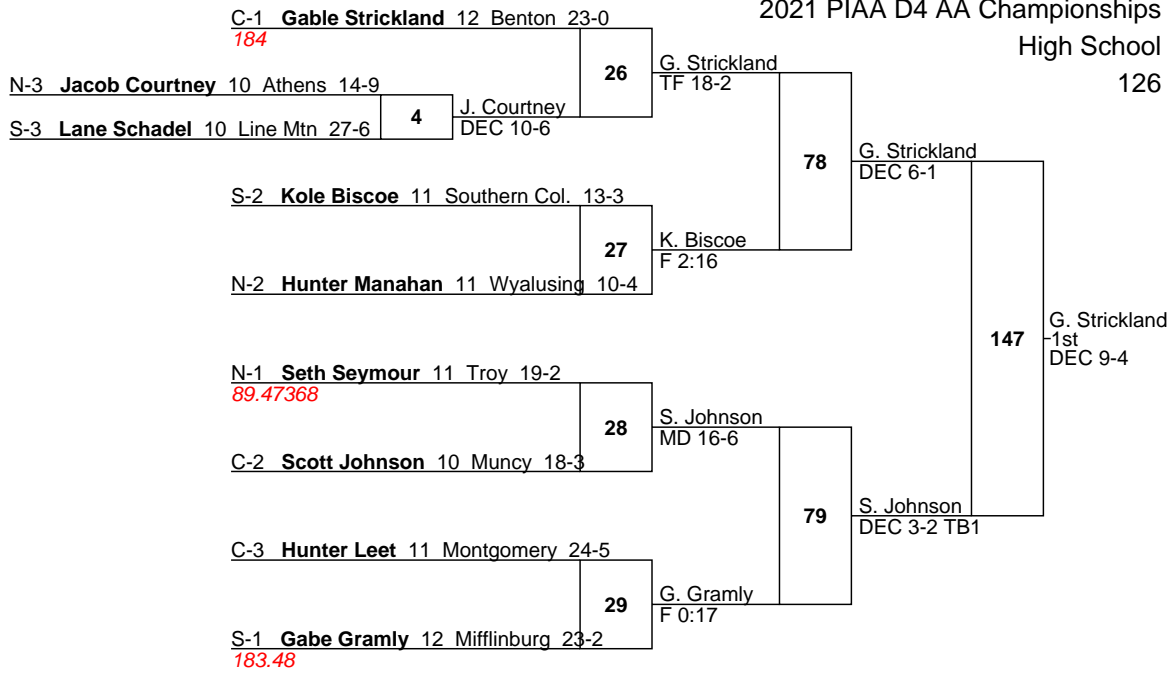 2021 PIAA D4 AA Championships
High School
126
C-1 Gable Strickland 12 Benton 23-0
184
26
G. Strickland
TF 18-2
N-3 Jacob Courtney 10 Athens 14-9
4
J. Courtney
DEC 10-6
S-3 Lane Schadel 10 Line Mtn 27-6
78
G. Strickland
DEC 6-1
S-2 Kole Biscoe 11 Southern Col. 13-3
27
K. Biscoe
F 2:16
N-2 Hunter Manahan 11 Wyalusing 10-4
147
G. Strickland
1st
DEC 9-4
N-1 Seth Seymour 11 Troy 19-2
89.47368
28
S. Johnson
MD 16-6
C-2 Scott Johnson 10 Muncy 18-3
79
S. Johnson
DEC 3-2 TB1
C-3 Hunter Leet 11 Montgomery 24-5
29
G. Gramly
F 0:17
S-1 Gabe Gramly 12 Mifflinburg 23-2
183.48